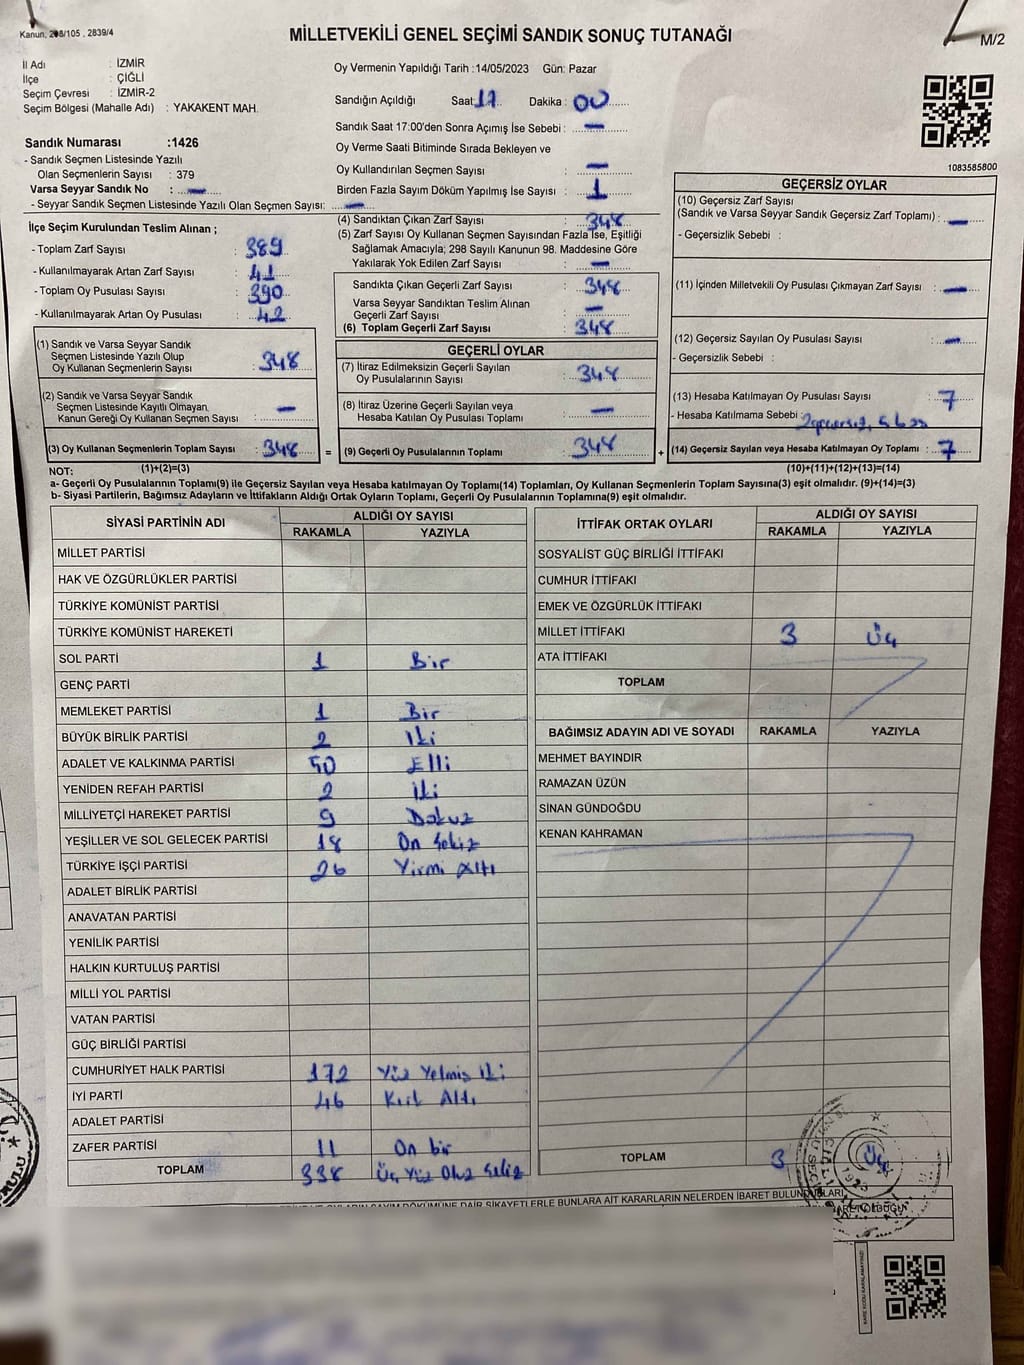 Kanun, 298/105 , 2839/4
MİLLETVEKİLİ GENEL SEÇİMİ SANDIK SONUÇ TUTANAĞI
M/2
İl Adı : İZMİR
İlçe : ÇİĞLİ
Seçim Çevresi : İZMİR-2
Seçim Bölgesi (Mahalle Adı) : YAKAKENT MAH.
Oy Vermenin Yapıldığı Tarih :14/05/2023 Gün: Pazar
Sandığın Açıldığı Saat 17 Dakika : 00
Sandık Saat 17:00'den Sonra Açımış İse Sebebi : —
Oy Verme Saati Bitiminde Sırada Bekleyen ve
Oy Kullandırılan Seçmen Sayısı : —
Birden Fazla Sayım Döküm Yapılmış İse Sayısı : 1
1083585800
Sandık Numarası :1426
- Sandık Seçmen Listesinde Yazılı
Olan Seçmenlerin Sayısı : 379
Varsa Seyyar Sandık No : —
- Seyyar Sandık Seçmen Listesinde Yazılı Olan Seçmen Sayısı: —
İlçe Seçim Kurulundan Teslim Alınan ;
- Toplam Zarf Sayısı : 389
- Kullanılmayarak Artan Zarf Sayısı : 41
- Toplam Oy Pusulası Sayısı : 390
- Kullanılmayarak Artan Oy Pusulası : 42
(1) Sandık ve Varsa Seyyar Sandık
Seçmen Listesinde Yazılı Olup
Oy Kullanan Seçmenlerin Sayısı : 348
(2) Sandık ve Varsa Seyyar Sandık
Seçmen Listesinde Kayıtlı Olmayan,
Kanun Gereği Oy Kullanan Seçmen Sayısı : —
(3) Oy Kullanan Seçmenlerin Toplam Sayısı : 348
(4) Sandıktan Çıkan Zarf Sayısı : 348
(5) Zarf Sayısı Oy Kullanan Seçmen Sayısından Fazla İse, Eşitliği
Sağlamak Amacıyla; 298 Sayılı Kanunun 98. Maddesine Göre
Yakılarak Yok Edilen Zarf Sayısı : —
Sandıkta Çıkan Geçerli Zarf Sayısı : 348
Varsa Seyyar Sandıktan Teslim Alınan
Geçerli Zarf Sayısı : —
(6) Toplam Geçerli Zarf Sayısı : 348
GEÇERLİ OYLAR
(7) İtiraz Edilmeksizin Geçerli Sayılan
Oy Pusulalarının Sayısı : 348
(8) İtiraz Üzerine Geçerli Sayılan veya
Hesaba Katılan Oy Pusulası Toplamı : —
= (9) Geçerli Oy Pusulalarının Toplamı : 348
GEÇERSİZ OYLAR
(10) Geçersiz Zarf Sayısı
(Sandık ve Varsa Seyyar Sandık Geçersiz Zarf Toplamı) : —
- Geçersizlik Sebebi :
(11) İçinden Milletvekili Oy Pusulası Çıkmayan Zarf Sayısı : —
(12) Geçersiz Sayılan Oy Pusulası Sayısı : —
- Geçersizlik Sebebi :
(13) Hesaba Katılmayan Oy Pusulası Sayısı : 7
- Hesaba Katılmama Sebebi : 2 geçersiz, 5 boş
+ (14) Geçersiz Sayılan veya Hesaba Katılmayan Oy Toplamı : 7
NOT: (1)+(2)=(3) (10)+(11)+(12)+(13)=(14)
a- Geçerli Oy Pusulalarının Toplamı(9) ile Geçersiz Sayılan veya Hesaba katılmayan Oy Toplamı(14) Toplamları, Oy Kullanan Seçmenlerin Toplam Sayısına(3) eşit olmalıdır. (9)+(14)=(3)
b- Siyasi Partilerin, Bağımsız Adayların ve İttifakların Aldığı Ortak Oyların Toplamı, Geçerli Oy Pusulalarının Toplamına(9) eşit olmalıdır.
SİYASİ PARTİNİN ADI ALDIĞI OY SAYISI
RAKAMLA YAZIYLA
MİLLET PARTİSİ
HAK VE ÖZGÜRLÜKLER PARTİSİ
TÜRKİYE KOMÜNİST PARTİSİ
TÜRKİYE KOMÜNİST HAREKETİ
SOL PARTİ 1 Bir
GENÇ PARTİ
MEMLEKET PARTİSİ 1 Bir
BÜYÜK BİRLİK PARTİSİ 2 İki
ADALET VE KALKINMA PARTİSİ 50 Elli
YENİDEN REFAH PARTİSİ 2 iki
MİLLİYETÇİ HAREKET PARTİSİ 9 Dokuz
YEŞİLLER VE SOL GELECEK PARTİSİ 18 On Sekiz
TÜRKİYE İŞÇİ PARTİSİ 26 Yirmi Altı
ADALET BİRLİK PARTİSİ
ANAVATAN PARTİSİ
YENİLİK PARTİSİ
HALKIN KURTULUŞ PARTİSİ
MİLLİ YOL PARTİSİ
VATAN PARTİSİ
GÜÇ BİRLİĞİ PARTİSİ
CUMHURİYET HALK PARTİSİ 172 Yüz Yetmiş iki
İYİ PARTİ 46 Kırk Altı
ADALET PARTİSİ
ZAFER PARTİSİ 11 On bir
TOPLAM 338 Üç Yüz Otuz Sekiz
İTTİFAK ORTAK OYLARI ALDIĞI OY SAYISI
RAKAMLA YAZIYLA
SOSYALİST GÜÇ BİRLİĞİ İTTİFAKI
CUMHUR İTTİFAKI
EMEK VE ÖZGÜRLÜK İTTİFAKI
MİLLET İTTİFAKI 3 Üç
ATA İTTİFAKI
TOPLAM
BAĞIMSIZ ADAYIN ADI VE SOYADI RAKAMLA YAZIYLA
MEHMET BAYINDIR
RAMAZAN ÜZÜN
SİNAN GÜNDOĞDU
KENAN KAHRAMAN
TOPLAM 3 Üç
DÖKÜMÜNE DAİR ŞİKAYETLERLE BUNLARA AİT KARARLARIN NELERDEN İBARET BULUNDUKLARI